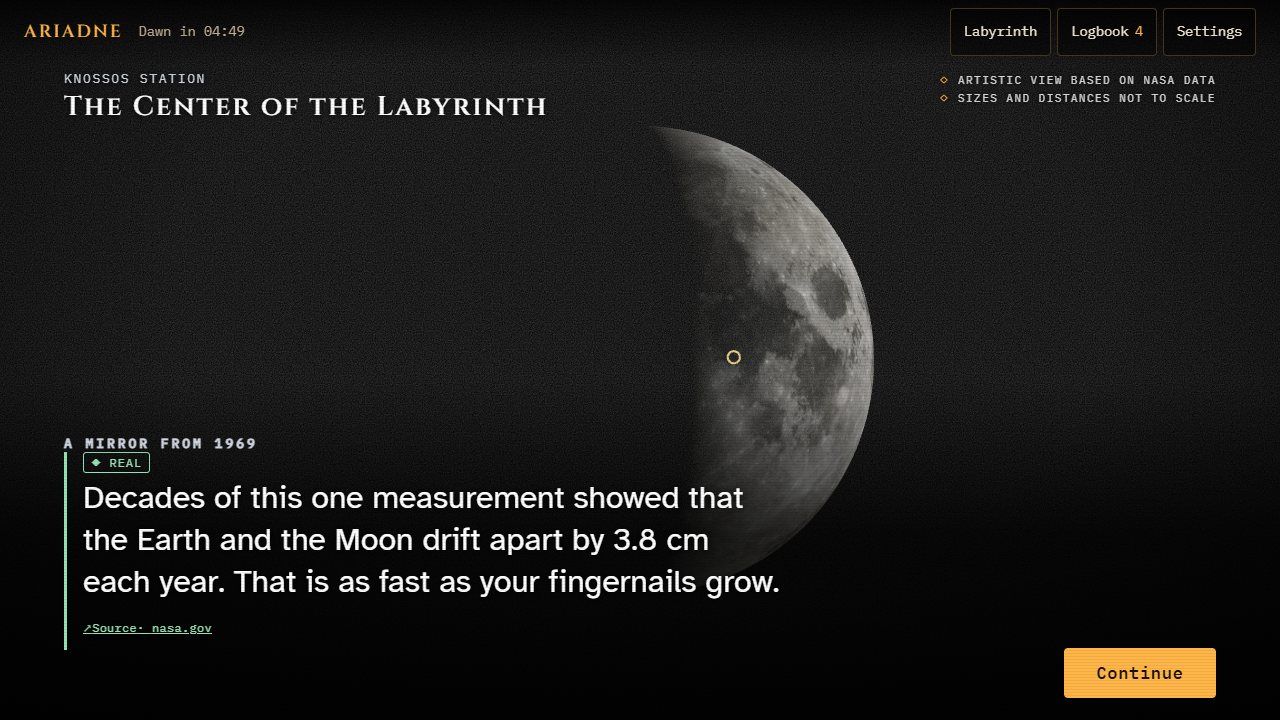 ARIADNE Dawn in 04:49
Labyrinth Logbook 4 Settings
KNOSSOS STATION
The Center of the Labyrinth
◇ ARTISTIC VIEW BASED ON NASA DATA
◇ SIZES AND DISTANCES NOT TO SCALE
A MIRROR FROM 1969
◆ REAL
Decades of this one measurement showed that
the Earth and the Moon drift apart by 3.8 cm
each year. That is as fast as your fingernails grow.
↗Source· nasa.gov
Continue